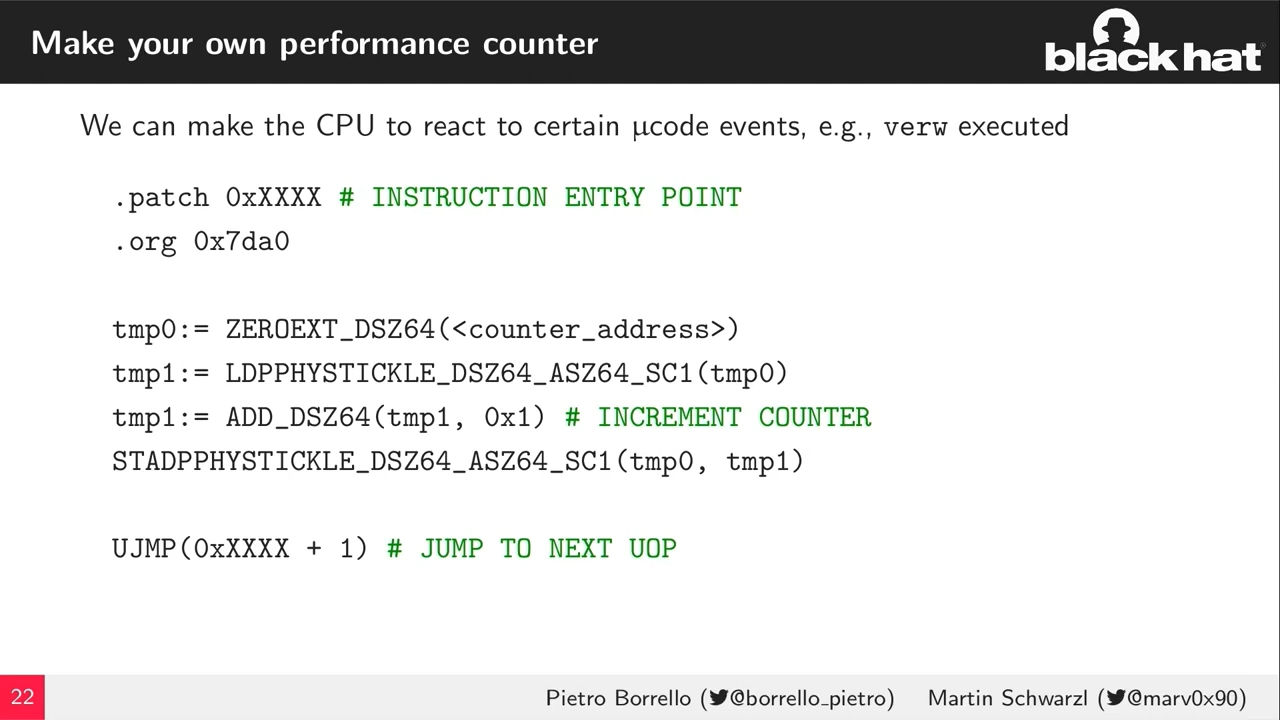 Make your own performance counter
black hat
We can make the CPU to react to certain µcode events, e.g., verw executed
.patch 0xXXXX # INSTRUCTION ENTRY POINT
.org 0x7da0
tmp0:= ZEROEXT_DSZ64(<counter_address>)
tmp1:= LDPPHYSTICKLE_DSZ64_ASZ64_SC1(tmp0)
tmp1:= ADD_DSZ64(tmp1, 0x1) # INCREMENT COUNTER
STADPPHYSTICKLE_DSZ64_ASZ64_SC1(tmp0, tmp1)
UJMP(0xXXXX + 1) # JUMP TO NEXT UOP
22
Pietro Borrello (@borrello_pietro) Martin Schwarzl (@marv0x90)